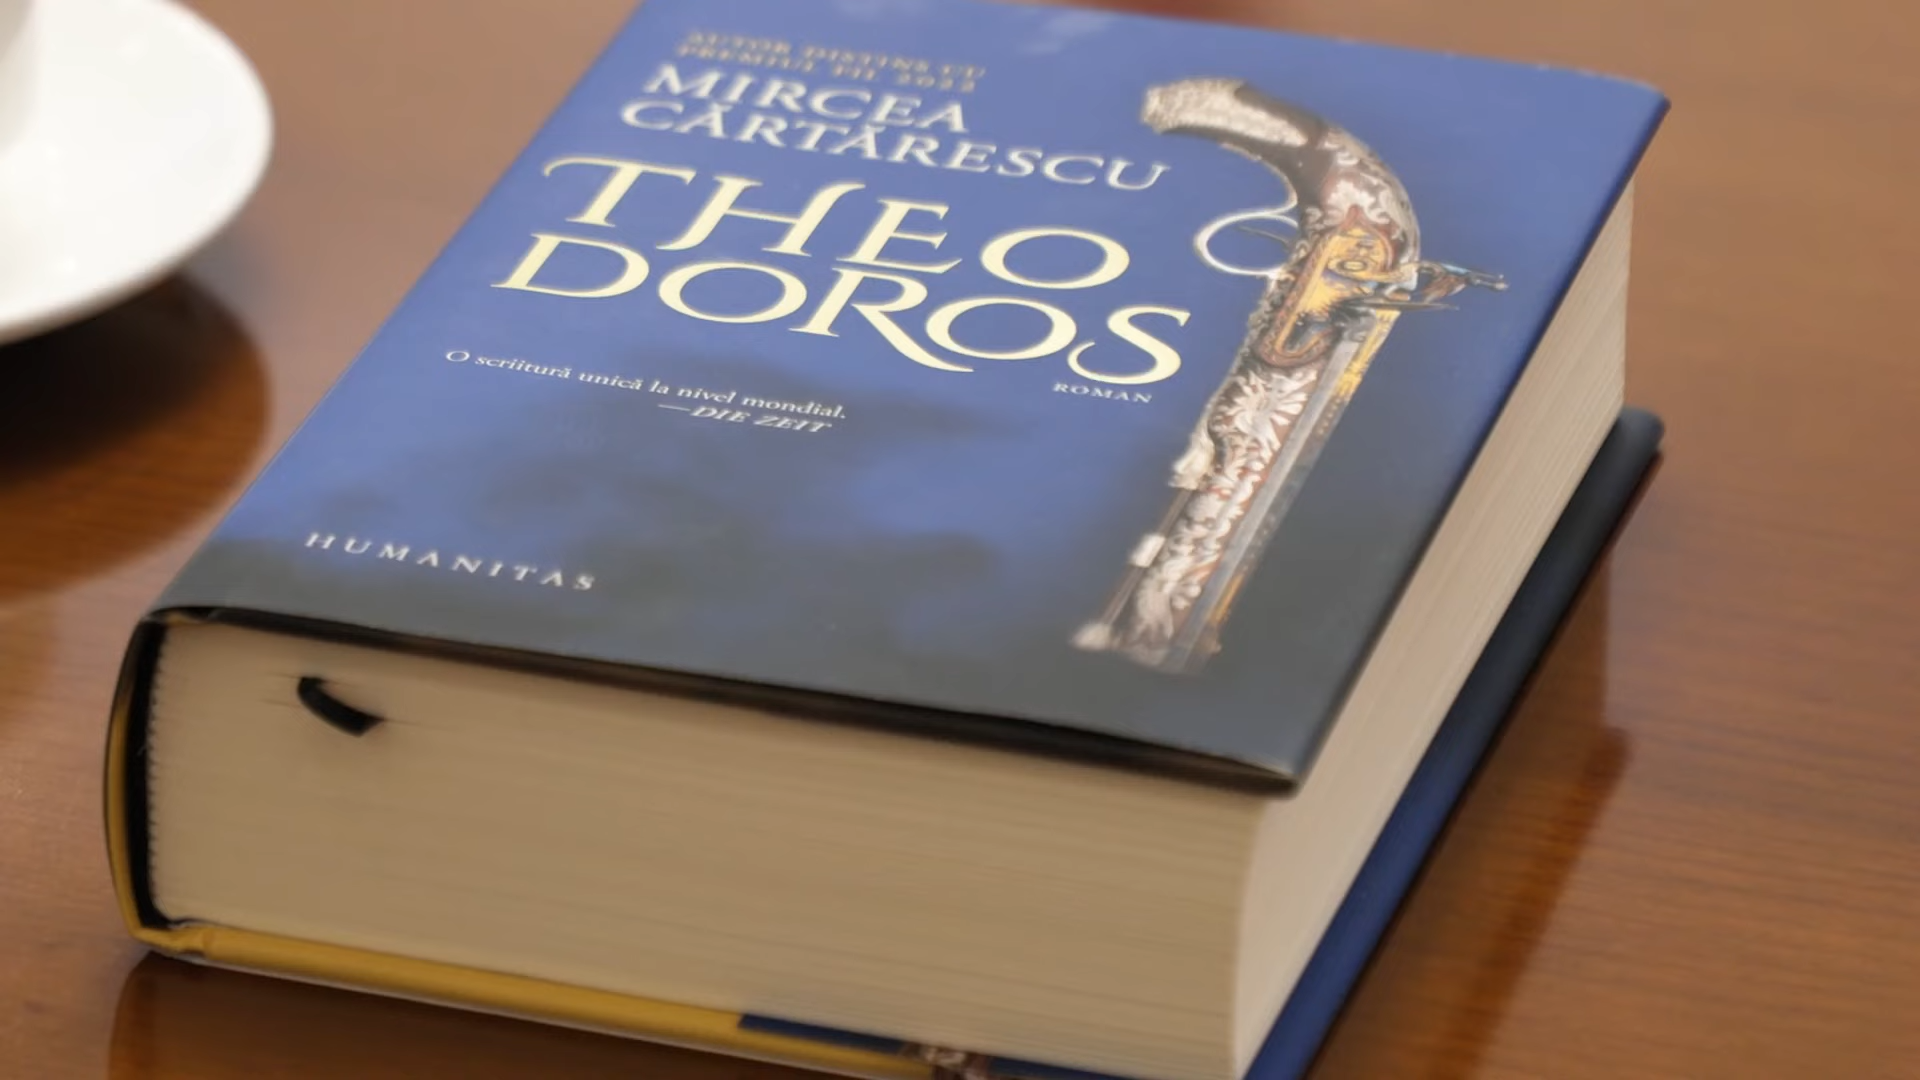 AUTOR DISTINS CU
PREMIUL FIL 2022
MIRCEA
CĂRTĂRESCU
THEO
DOROS
ROMAN
O scriitură unică la nivel mondial.
—DIE ZEIT
HUMANITAS